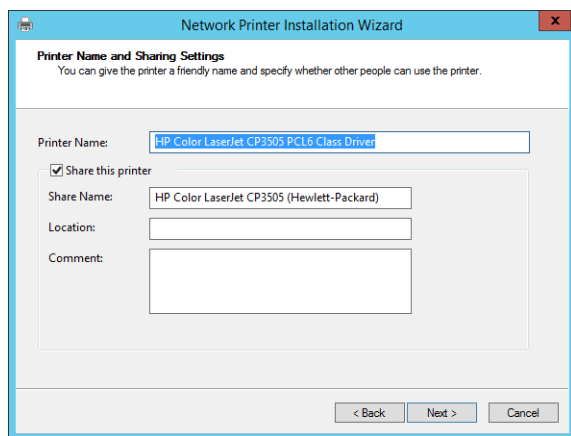 Network Printer Installation Wizard
x
Printer Name and Sharing Settings
You can give the printer a friendly name and specify whether other people can use the printer.
Printer Name: HP Color LaserJet CP3505 PCL6 Class Driver
Share this printer
Share Name: HP Color LaserJet CP3505 (Hewlett-Packard)
Location:
Comment:
< Back Next > Cancel